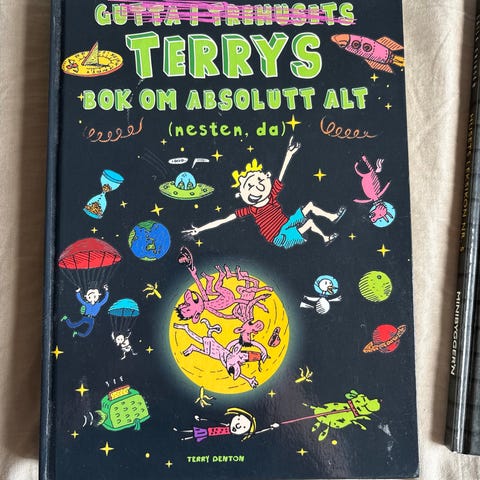 GUTTA I TREHUSETS
TERRYS
BOK OM ABSOLUTT ALT
(nesten, da)
TERRY DENTON
MINIBYGGERN